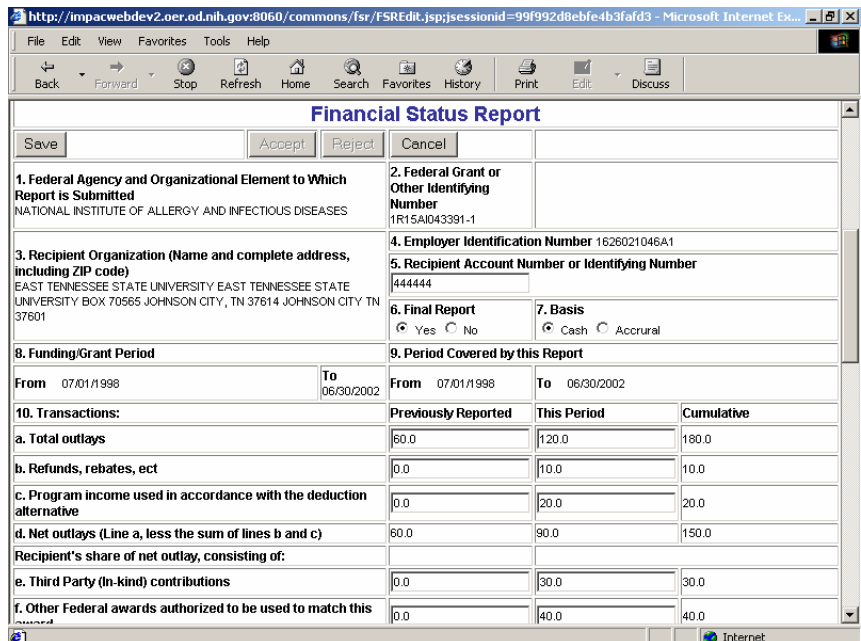 http://impacwebdev2.oer.od.nih.gov:8060/commons/fsr/FSREdit.jsp;jsessionid=99f992d8ebfe4b3fafd3 - Microsoft Internet Ex...
File Edit View Favorites Tools Help
Back Forward Stop Refresh Home Search Favorites History Print Edit Discuss
Financial Status Report
Save Accept Reject Cancel
1. Federal Agency and Organizational Element to Which
Report is Submitted
NATIONAL INSTITUTE OF ALLERGY AND INFECTIOUS DISEASES
2. Federal Grant or
Other Identifying
Number
1R15AI043391-1
3. Recipient Organization (Name and complete address,
including ZIP code)
EAST TENNESSEE STATE UNIVERSITY EAST TENNESSEE STATE
UNIVERSITY BOX 70565 JOHNSON CITY, TN 37614 JOHNSON CITY TN
37601
4. Employer Identification Number 1626021046A1
5. Recipient Account Number or Identifying Number
444444
6. Final Report
Yes No
7. Basis
Cash Accrural
8. Funding/Grant Period
9. Period Covered by this Report
From 07/01/1998
To
06/30/2002
From 07/01/1998
To 06/30/2002
10. Transactions: Previously Reported This Period Cumulative
a. Total outlays 60.0 120.0 180.0
b. Refunds, rebates, ect 0.0 10.0 10.0
c. Program income used in accordance with the deduction
alternative
0.0 20.0 20.0
d. Net outlays (Line a, less the sum of lines b and c) 60.0 90.0 150.0
Recipient's share of net outlay, consisting of:
e. Third Party (In-kind) contributions 0.0 30.0 30.0
f. Other Federal awards authorized to be used to match this
award
0.0 40.0 40.0
Internet